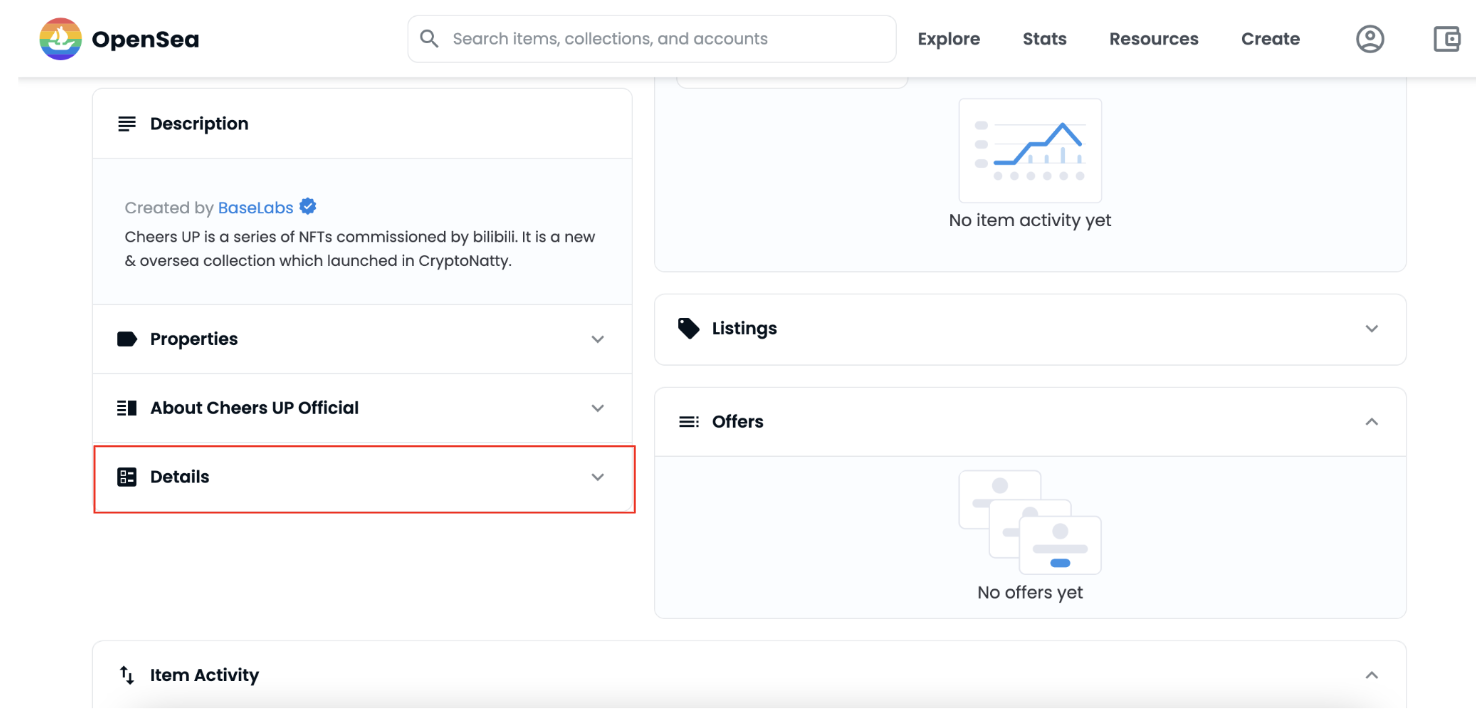 OpenSea
Search items, collections, and accounts
Explore
Stats
Resources
Create
Description
Created by BaseLabs
Cheers UP is a series of NFTs commissioned by bilibili. It is a new
& oversea collection which launched in CryptoNatty.
Properties
About Cheers UP Official
Details
No item activity yet
Listings
Offers
No offers yet
Item Activity